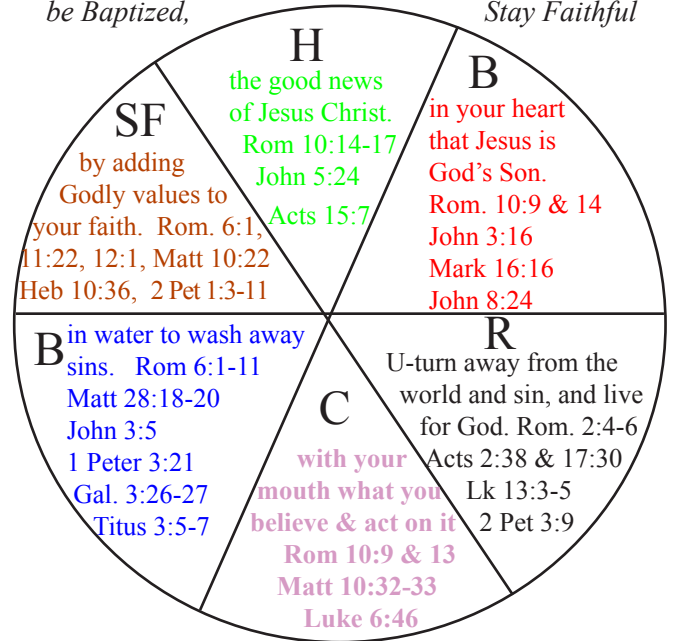 be Baptized,
Stay Faithful
H
the good news
of Jesus Christ.
Rom 10:14-17
John 5:24
Acts 15:7
B
in your heart
that Jesus is
God's Son.
Rom. 10:9 & 14
John 3:16
Mark 16:16
John 8:24
R
U-turn away from the
world and sin, and live
for God. Rom. 2:4-6
Acts 2:38 & 17:30
Lk 13:3-5
2 Pet 3:9
C
with your
mouth what you
believe & act on it
Rom 10:9 & 13
Matt 10:32-33
Luke 6:46
B
in water to wash away
sins. Rom 6:1-11
Matt 28:18-20
John 3:5
1 Peter 3:21
Gal. 3:26-27
Titus 3:5-7
SF
by adding
Godly values to
your faith. Rom. 6:1,
11:22, 12:1, Matt 10:22
Heb 10:36, 2 Pet 1:3-11